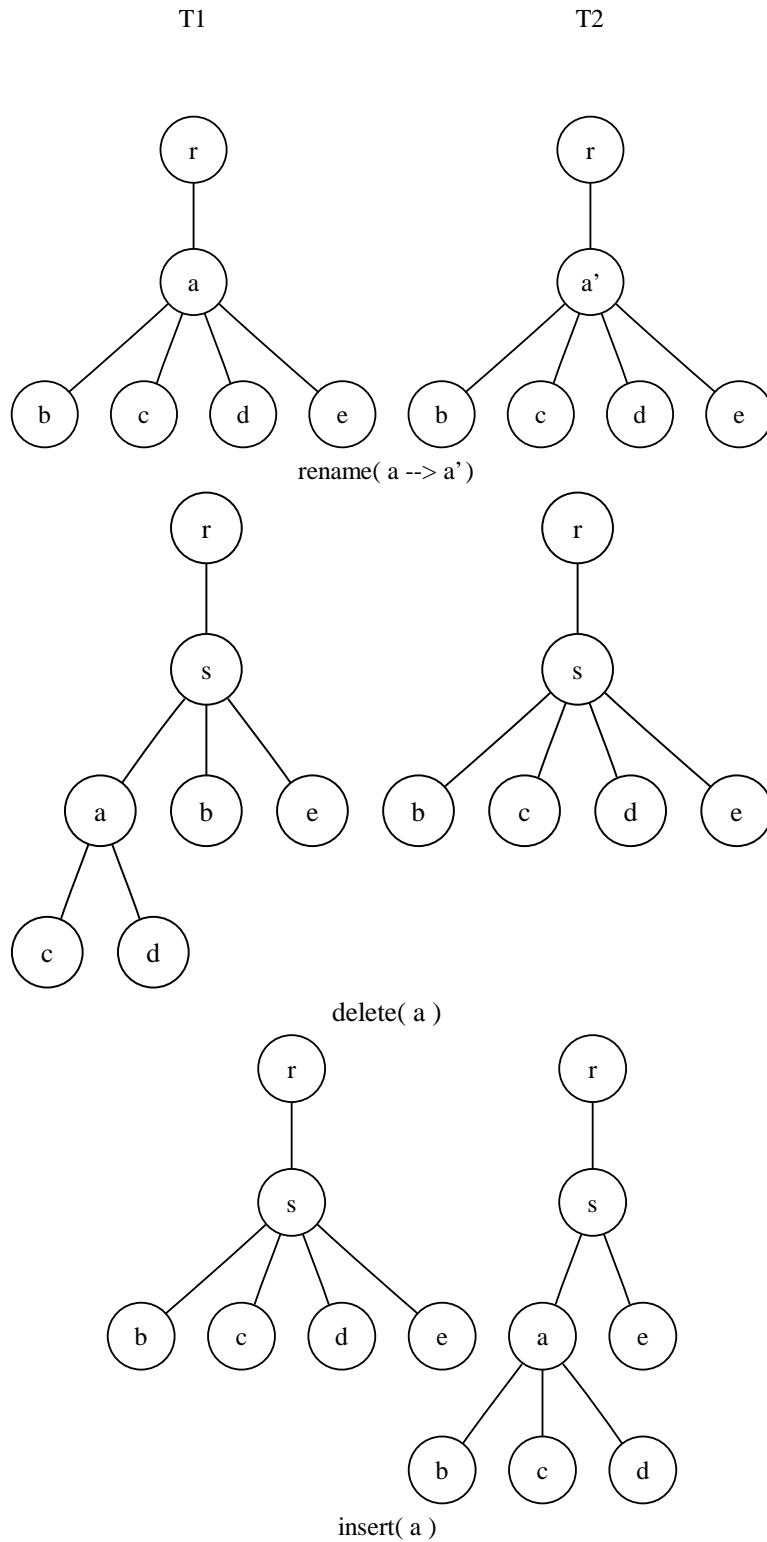 T1 T2
r r
a a’
b c d e b c d e
rename( a --> a’ )
r r
s s
a b e b c d e
c d
delete( a )
r r
s s
b c d e a e
b c d
insert( a )